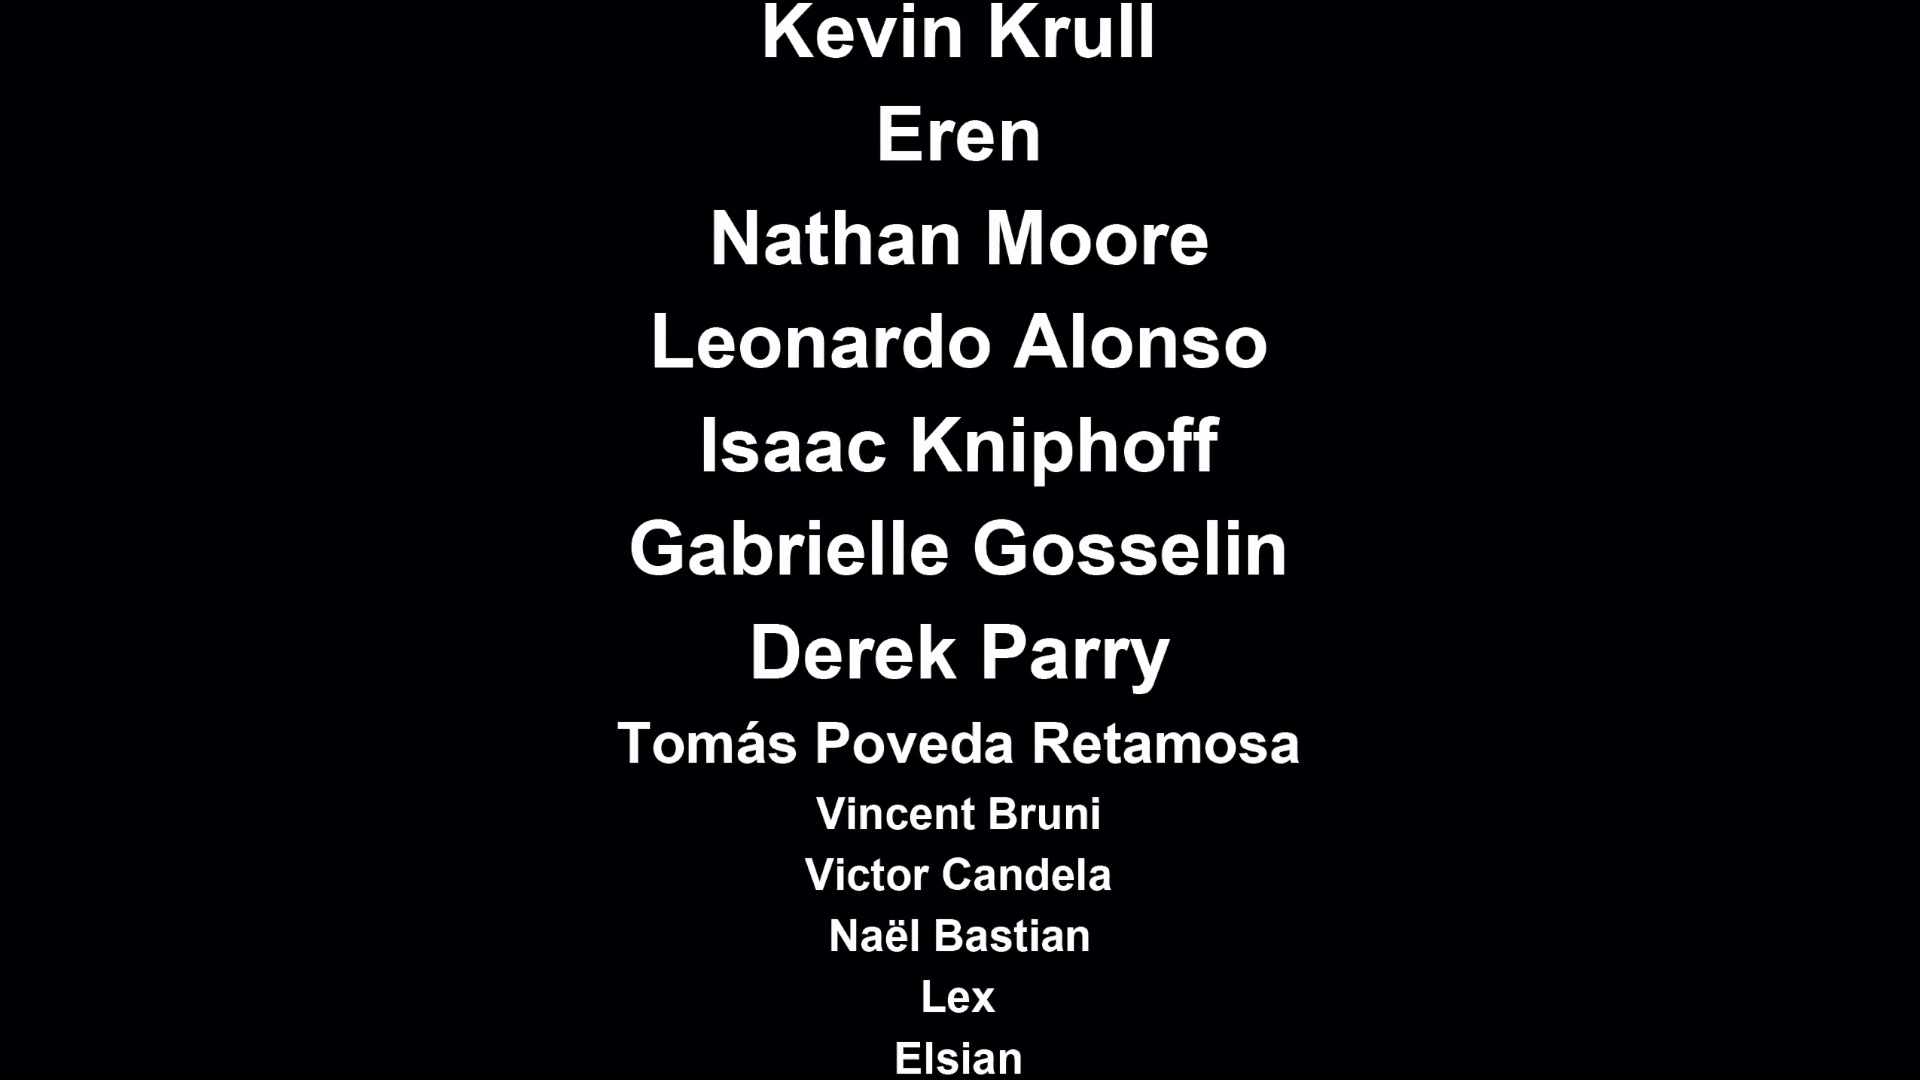 Kevin Krull
Eren
Nathan Moore
Leonardo Alonso
Isaac Kniphoff
Gabrielle Gosselin
Derek Parry
Tomás Poveda Retamosa
Vincent Bruni
Victor Candela
Naël Bastian
Lex
Elsian